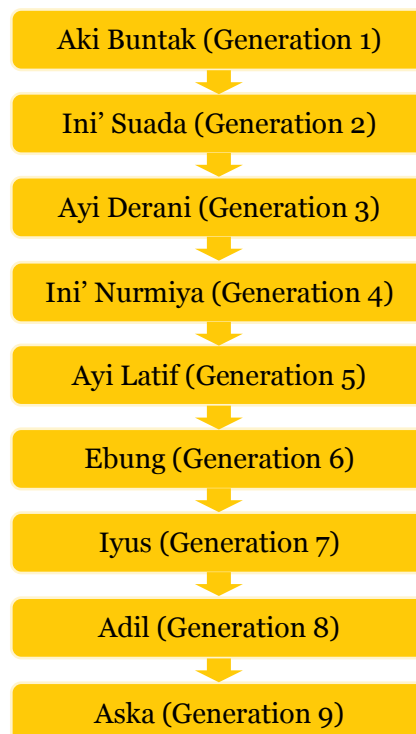 Aki Buntak (Generation 1)
Ini’ Suada (Generation 2)
Ayi Derani (Generation 3)
Ini’ Nurmiya (Generation 4)
Ayi Latif (Generation 5)
Ebung (Generation 6)
Iyus (Generation 7)
Adil (Generation 8)
Aska (Generation 9)